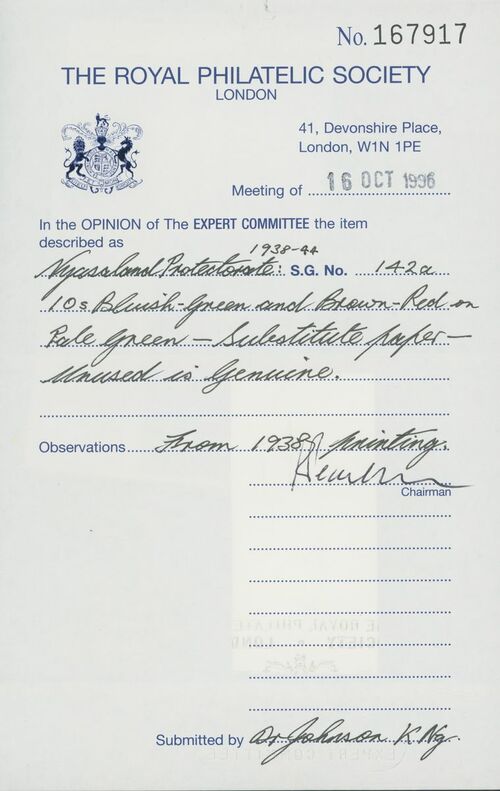 No. 167917
THE ROYAL PHILATELIC SOCIETY
LONDON
41, Devonshire Place,
London, W1N 1PE
Meeting of 16 OCT 1996
In the OPINION of The EXPERT COMMITTEE the item
described as 1938-44
Nyasaland Protectorate: S.G. No. 142a
10s Bluish-Green and Brown-Red on
Pale Green – Substitute paper –
Unused is Genuine.
Observations From 1938 printing.
Chairman
Submitted by Dr Johnson K Ng.